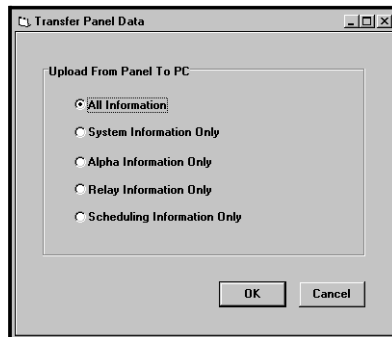 Transfer Panel Data
Upload From Panel To PC
All Information
System Information Only
Alpha Information Only
Relay Information Only
Scheduling Information Only
OK Cancel